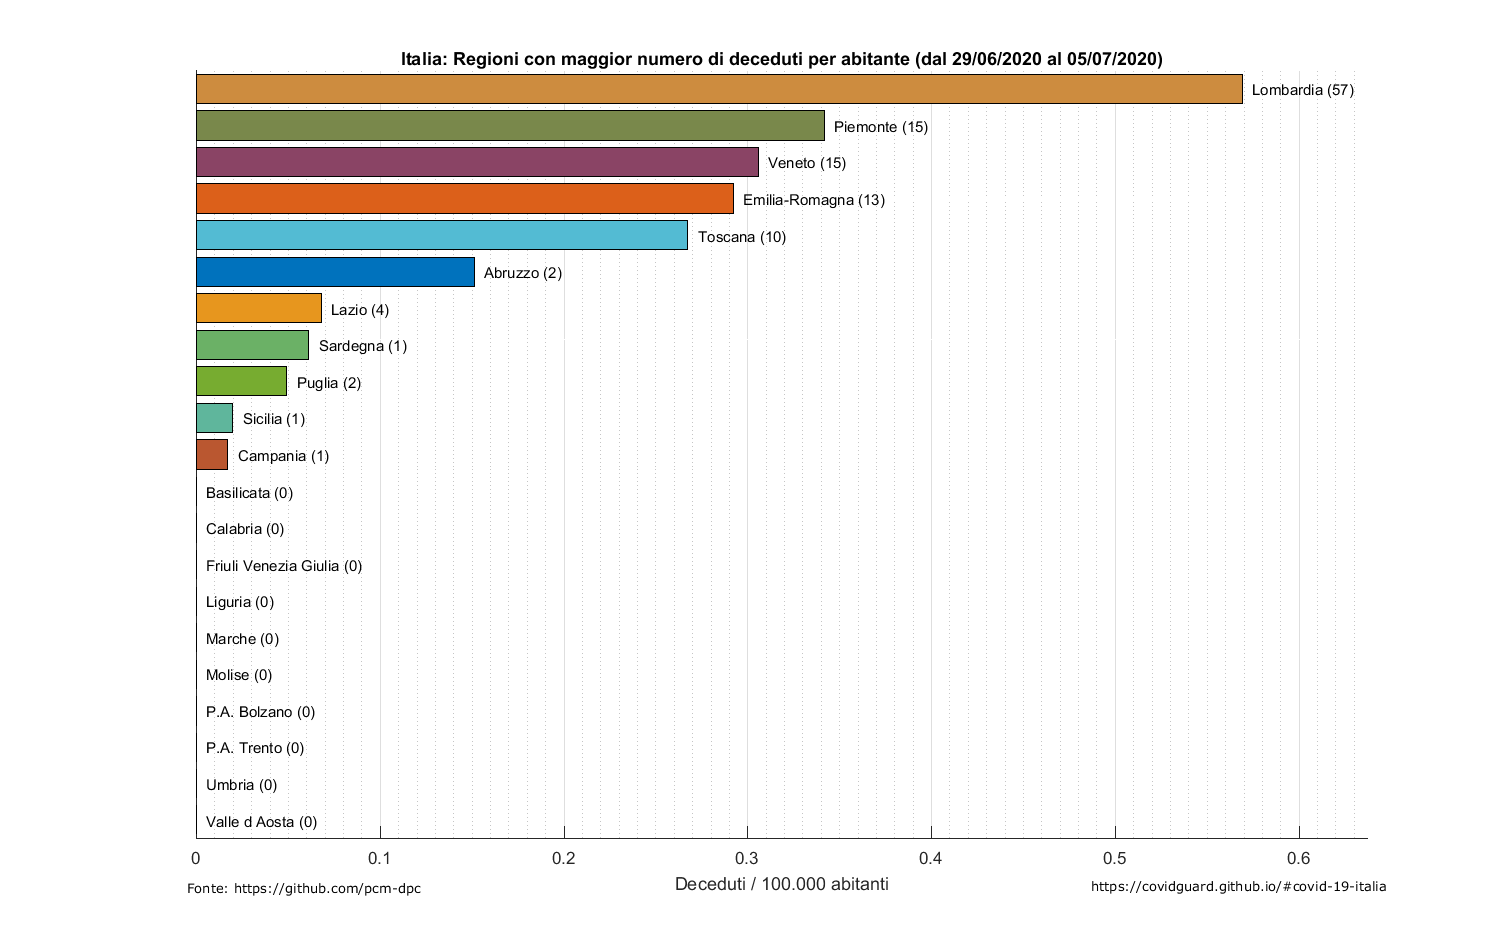 Italia: Regioni con maggior numero di deceduti per abitante (dal 29/06/2020 al 05/07/2020)
Lombardia (57)
Piemonte (15)
Veneto (15)
Emilia-Romagna (13)
Toscana (10)
Abruzzo (2)
Lazio (4)
Sardegna (1)
Puglia (2)
Sicilia (1)
Campania (1)
Basilicata (0)
Calabria (0)
Friuli Venezia Giulia (0)
Liguria (0)
Marche (0)
Molise (0)
P.A. Bolzano (0)
P.A. Trento (0)
Umbria (0)
Valle d Aosta (0)
0 0.1 0.2 0.3 0.4 0.5 0.6
Deceduti / 100.000 abitanti
Fonte: https://github.com/pcm-dpc
https://covidguard.github.io/#covid-19-italia